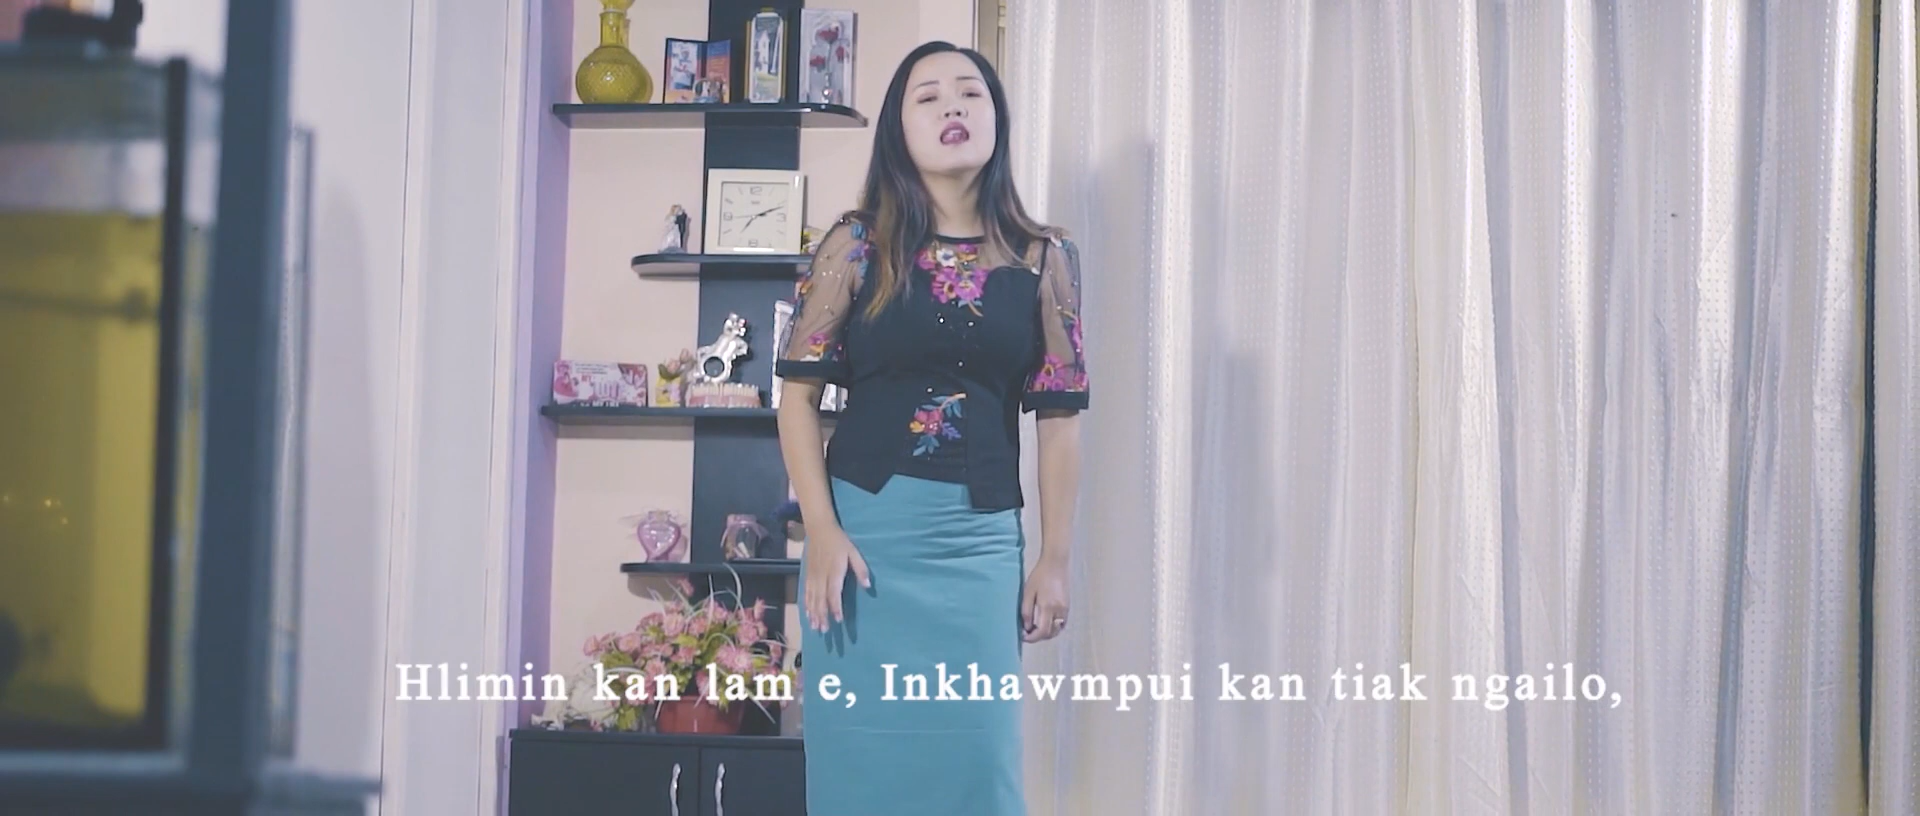 Hlimin kan lam e, Inkhawmpui kan tiak ngailo,